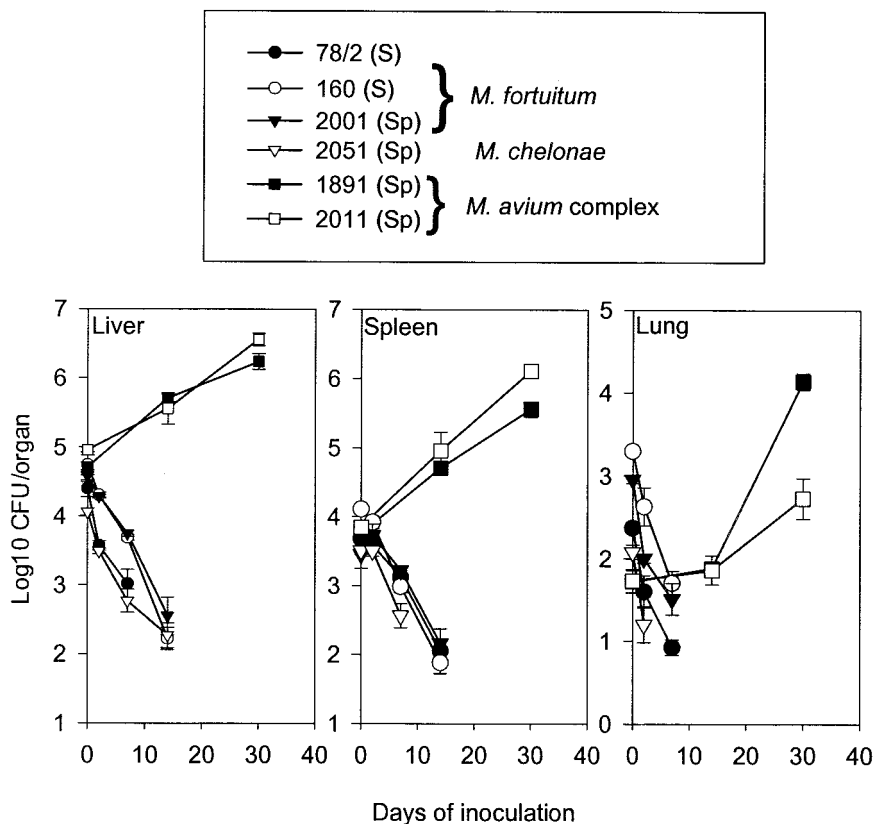 78/2 (S)
160 (S)
2001 (Sp)
M. fortuitum
2051 (Sp) M. chelonae
1891 (Sp)
2011 (Sp)
M. avium complex
Liver
Spleen
Lung
Log10 CFU/organ
7
6
5
4
3
2
1
7
6
5
4
3
2
1
5
4
3
2
1
0
0 10 20 30 40
0 10 20 30 40
0 10 20 30 40
Days of inoculation